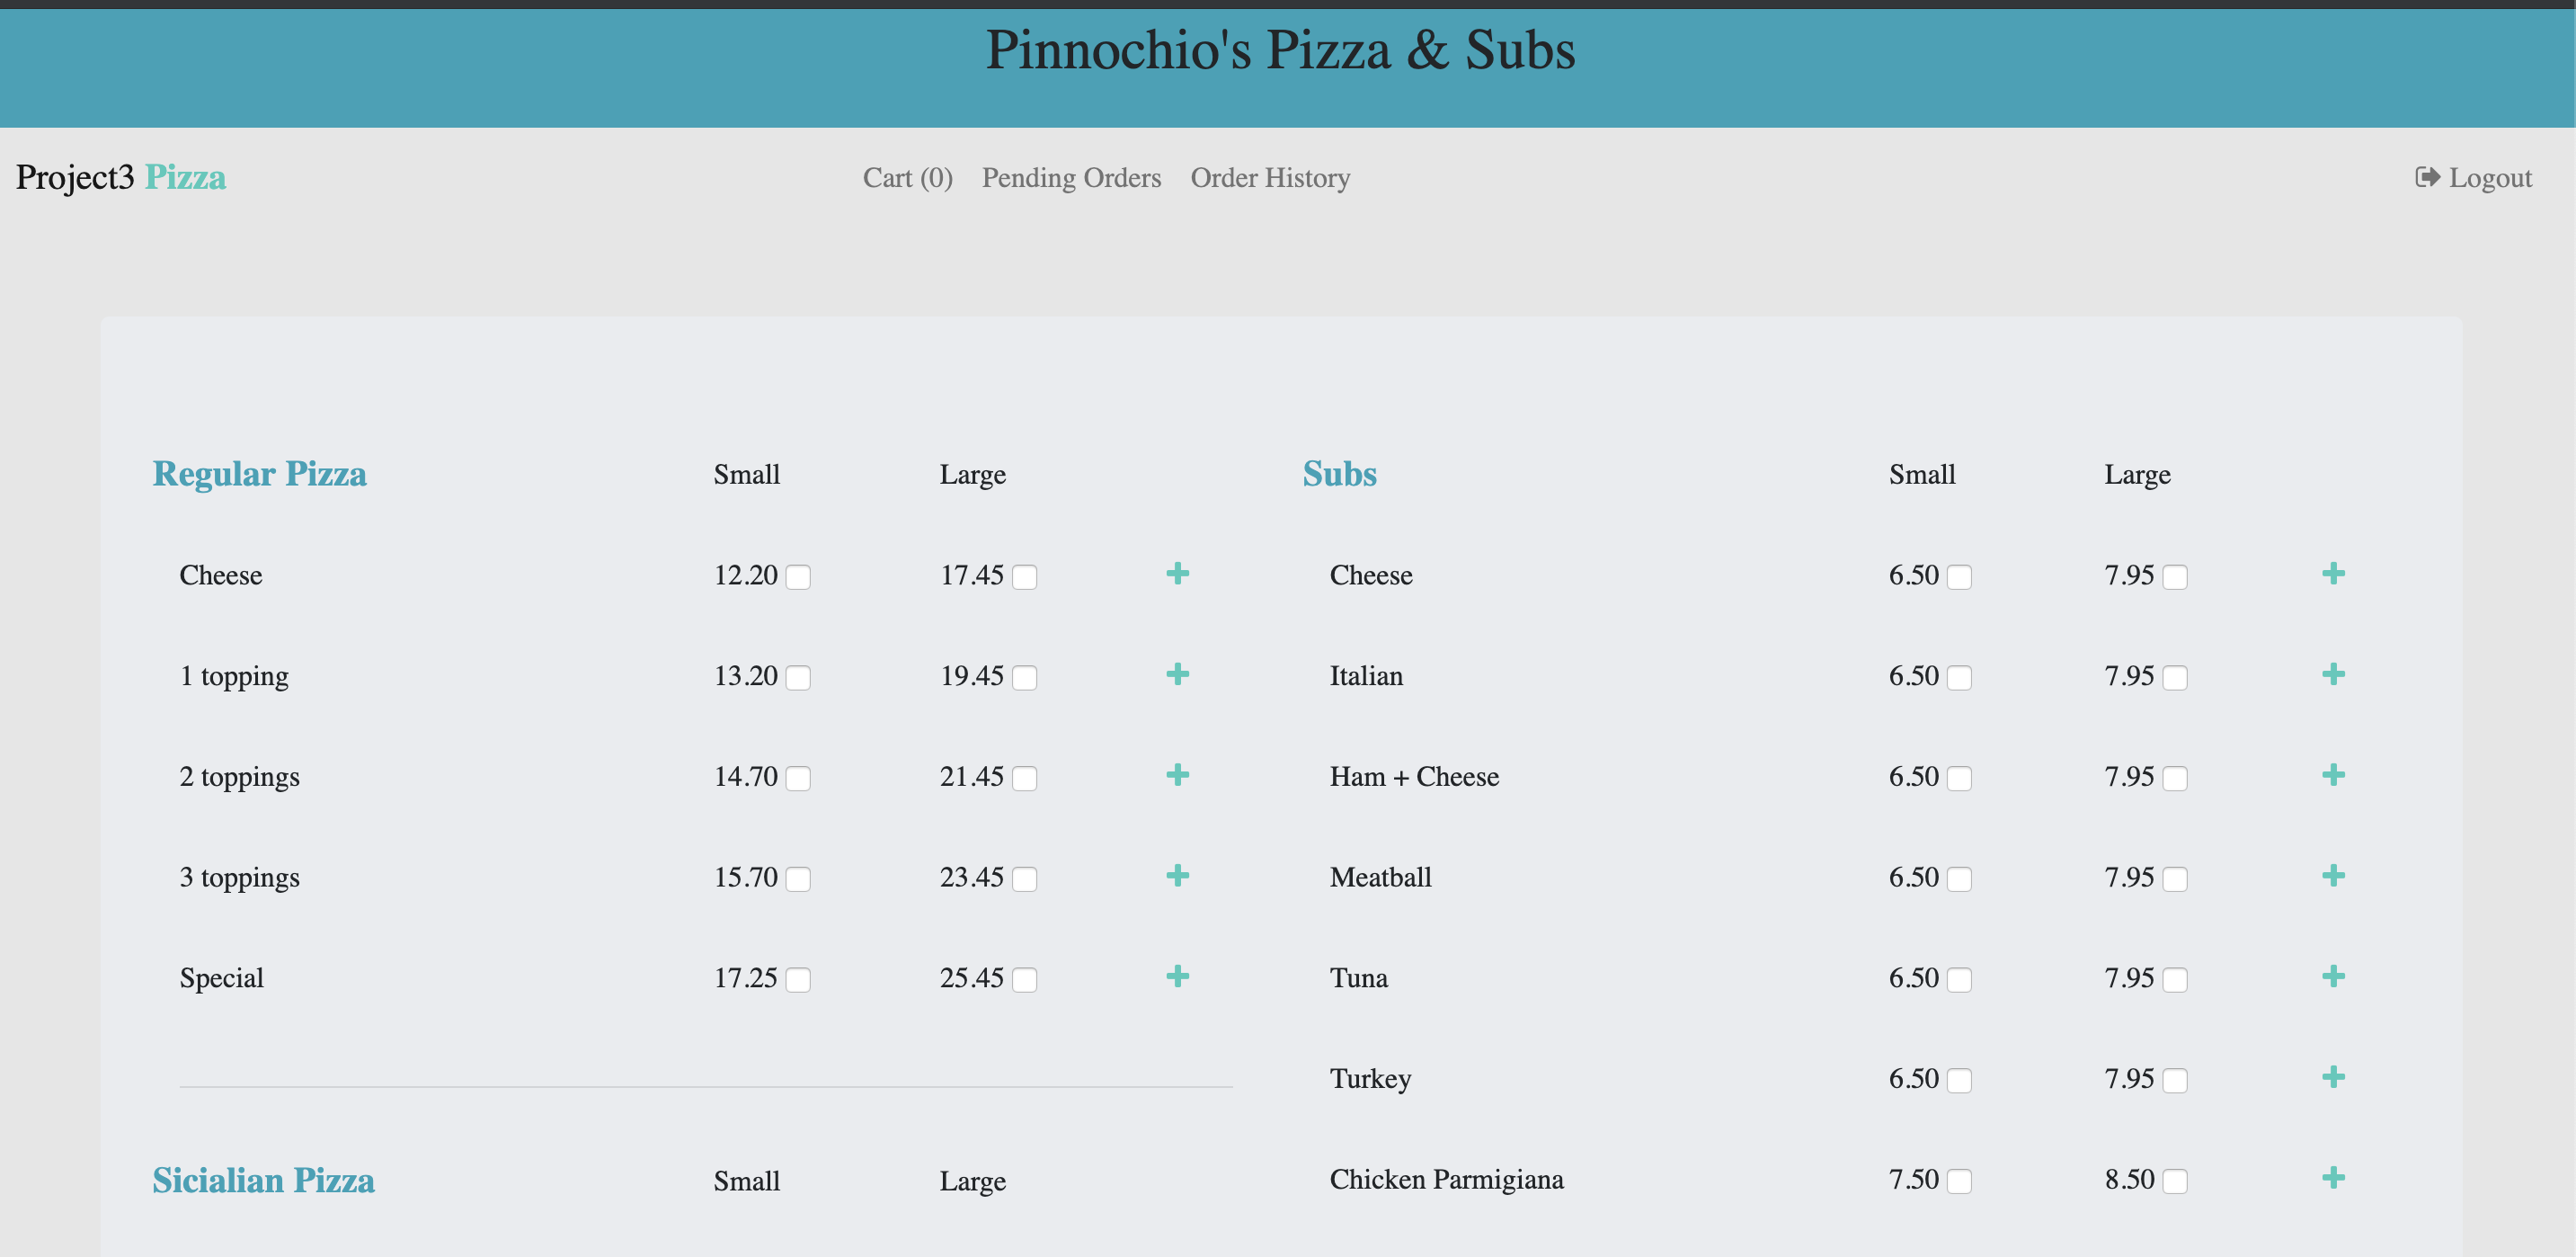 Pinnochio's Pizza & Subs
Project3 Pizza
Cart (0) Pending Orders Order History
Logout
Regular Pizza Small Large
Cheese 12.20 17.45
1 topping 13.20 19.45
2 toppings 14.70 21.45
3 toppings 15.70 23.45
Special 17.25 25.45
Sicialian Pizza Small Large
Subs Small Large
Cheese 6.50 7.95
Italian 6.50 7.95
Ham + Cheese 6.50 7.95
Meatball 6.50 7.95
Tuna 6.50 7.95
Turkey 6.50 7.95
Chicken Parmigiana 7.50 8.50